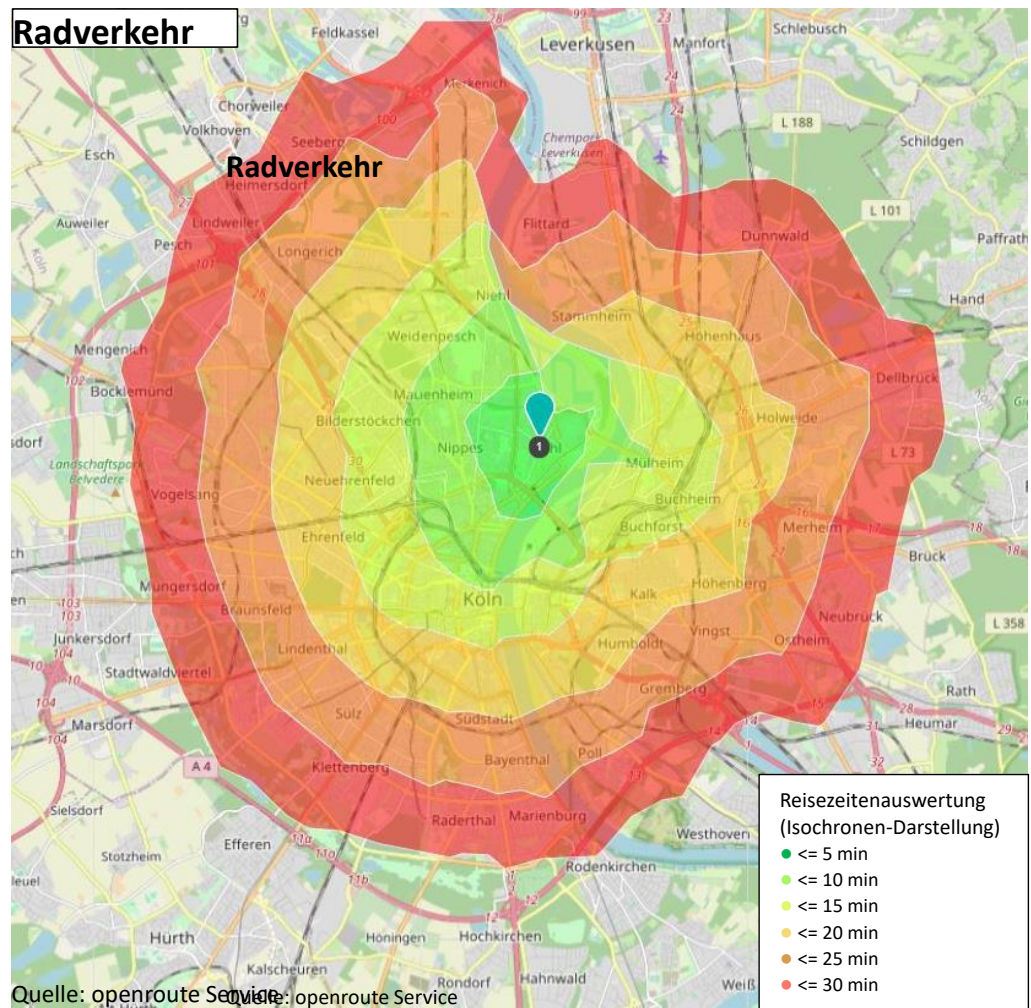 Radverkehr
Feldkassel
Leverkusen
Manfort
Schlebusch
Merkenich
Chorweiler
Volkhoven
Seeberg
Esch
Chempark
Leverkusen
L 188
Schildgen
Radverkehr
Heimersdorf
Lindweiler
Auweiler
Pesch
Flittard
Dünnwald
L 101
Paffrath
Longerich
Köln
Niehl
Stammheim
Hand
Weidenpesch
Höhenhaus
Mengenich
Bocklemünd
Mauenheim
Dellbrück
Bilderstöckchen
Holweide
Nippes
1
Landschaftspark
Belvedere
Vogelsang
Neuehrenfeld
Mülheim
L 73
Buchheim
Ehrenfeld
Buchforst
Merheim
Brück
Müngersdorf
Köln
Kalk
Höhenberg
Braunsfeld
Neubrück
Junkersdorf
Lindenthal
Humboldt
Vingst
Ostheim
L 358
Stadtwaldviertel
Gremberg
Rath
Marsdorf
Sülz
Südstadt
Heumar
A 4
Klettenberg
Bayenthal
Poll
Raderthal
Marienburg
Sielsdorf
Efferen
Stotzheim
Westhoven
Rodenkirchen
Hürth
Höningen
Hochkirchen
Kalscheuren
Rondorf
Hahnwald
Weiß
Reisezeitenauswertung
(Isochronen-Darstellung)
<= 5 min
<= 10 min
<= 15 min
<= 20 min
<= 25 min
<= 30 min
Quelle: openroute Service
Quelle: openroute Service